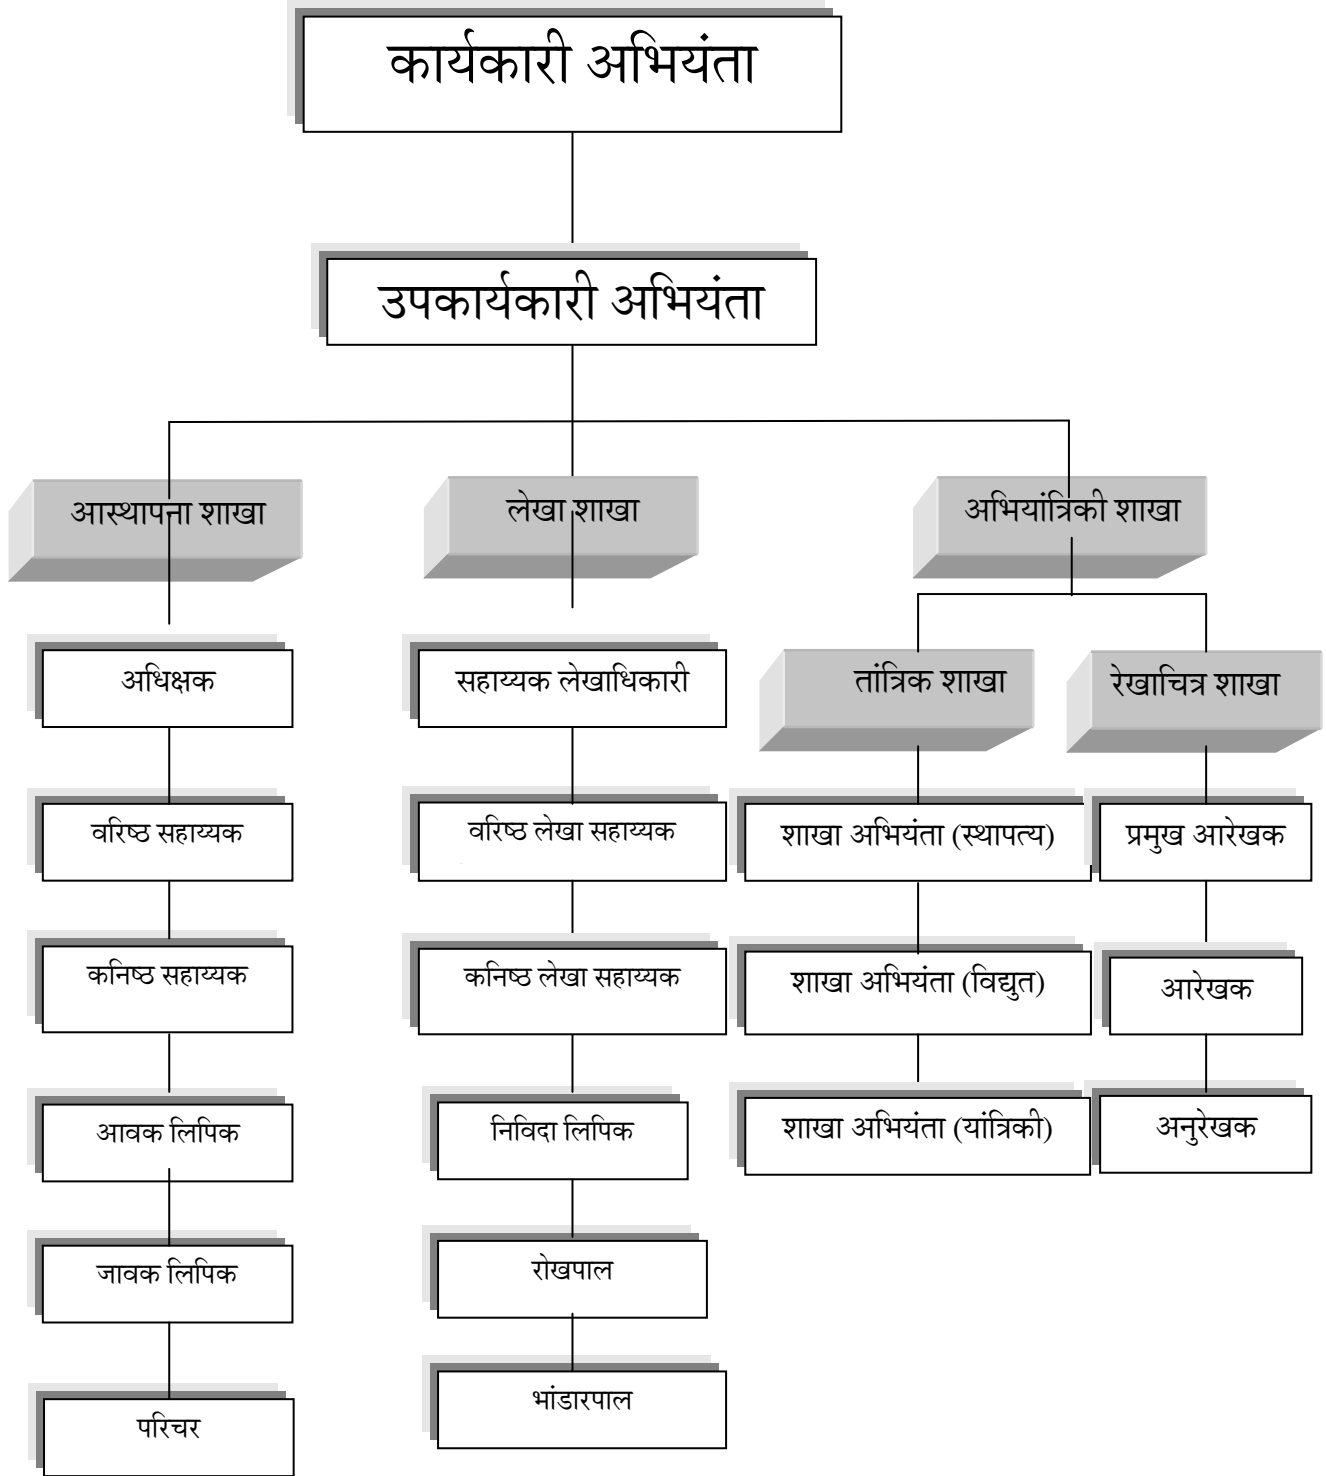 कार्यकारी अभियंता
उपकार्यकारी अभियंता
आस्थापना शाखा
लेखा शाखा
अभियांत्रिकी शाखा
अधिक्षक
सहाय्यक लेखाधिकारी
तांत्रिक शाखा
रेखाचित्र शाखा
वरिष्ठ सहाय्यक
वरिष्ठ लेखा सहाय्यक
शाखा अभियंता (स्थापत्य)
प्रमुख आरेखक
कनिष्ठ सहाय्यक
कनिष्ठ लेखा सहाय्यक
शाखा अभियंता (विद्युत)
आरेखक
आवक लिपिक
निविदा लिपिक
शाखा अभियंता (यांत्रिकी)
अनुरेखक
जावक लिपिक
रोखपाल
परिचर
भांडारपाल